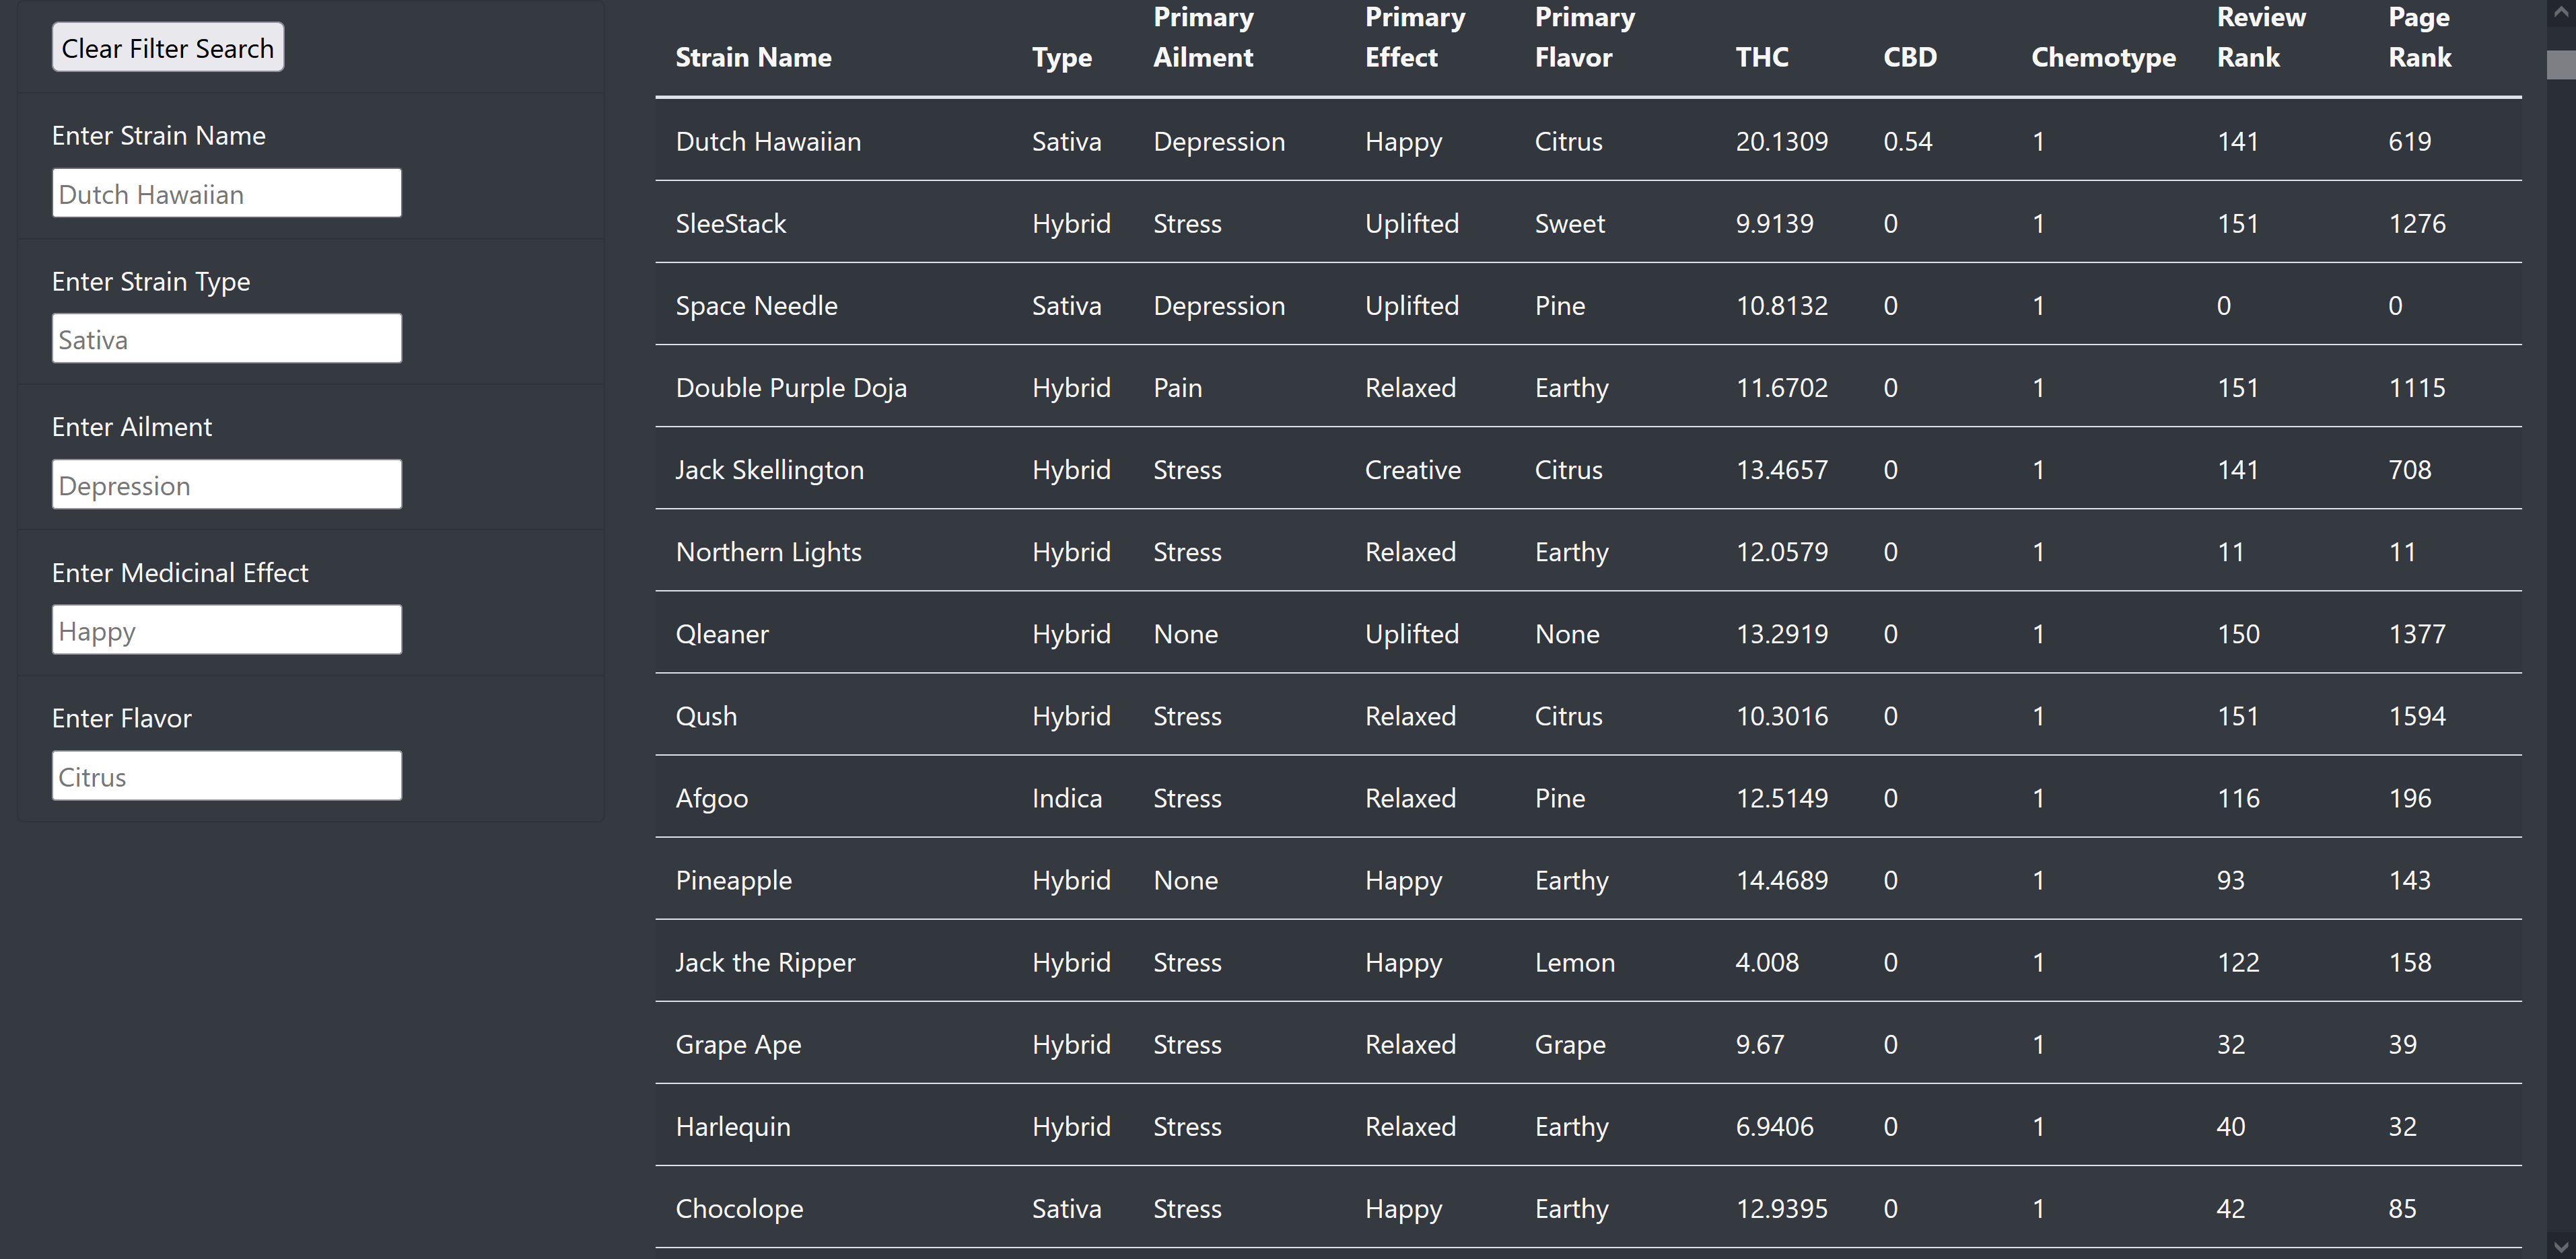 Clear Filter Search
Enter Strain Name
Dutch Hawaiian
Enter Strain Type
Sativa
Enter Ailment
Depression
Enter Medicinal Effect
Happy
Enter Flavor
Citrus
Strain Name Type Primary Ailment Primary Effect Primary Flavor THC CBD Chemotype Review Rank Page Rank
Dutch Hawaiian Sativa Depression Happy Citrus 20.1309 0.54 1 141 619
SleeStack Hybrid Stress Uplifted Sweet 9.9139 0 1 151 1276
Space Needle Sativa Depression Uplifted Pine 10.8132 0 1 0 0
Double Purple Doja Hybrid Pain Relaxed Earthy 11.6702 0 1 151 1115
Jack Skellington Hybrid Stress Creative Citrus 13.4657 0 1 141 708
Northern Lights Hybrid Stress Relaxed Earthy 12.0579 0 1 11 11
Qleaner Hybrid None Uplifted None 13.2919 0 1 150 1377
Qush Hybrid Stress Relaxed Citrus 10.3016 0 1 151 1594
Afgoo Indica Stress Relaxed Pine 12.5149 0 1 116 196
Pineapple Hybrid None Happy Earthy 14.4689 0 1 93 143
Jack the Ripper Hybrid Stress Happy Lemon 4.008 0 1 122 158
Grape Ape Hybrid Stress Relaxed Grape 9.67 0 1 32 39
Harlequin Hybrid Stress Relaxed Earthy 6.9406 0 1 40 32
Chocolope Sativa Stress Happy Earthy 12.9395 0 1 42 85